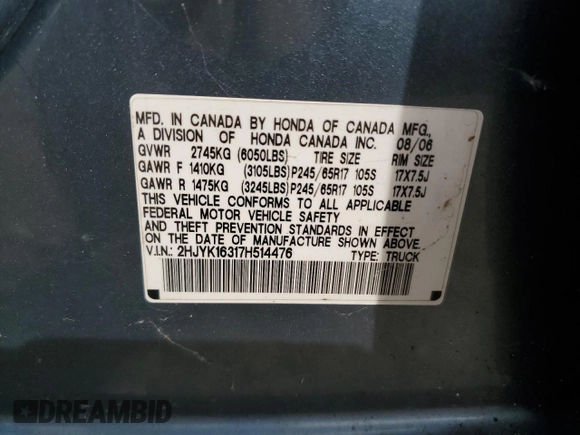 MFD. IN CANADA BY HONDA OF CANADA MFG.,
A DIVISION OF HONDA CANADA INC. 08/06
GVWR 2745KG (6050LBS) TIRE SIZE RIM SIZE
GAWR F 1410KG (3105LBS)P245/65R17 105S 17X7.5J
GAWR R 1475KG (3245LBS)P245/65R17 105S 17X7.5J
THIS VEHICLE CONFORMS TO ALL APPLICABLE
FEDERAL MOTOR VEHICLE SAFETY
AND THEFT PREVENTION STANDARDS IN EFFECT
ON THE DATE OF MANUFACTURE SHOWN ABOVE.
V.I.N.: 2HJYK16317H514476 TYPE: TRUCK
DREAMBID